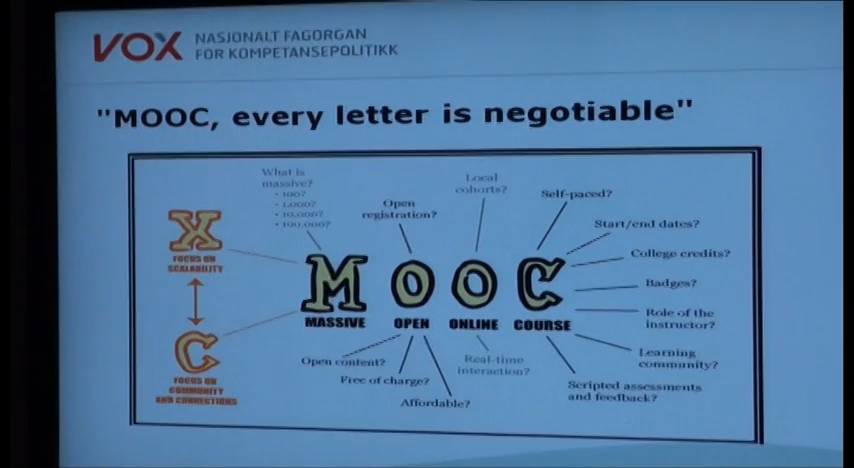 VOX
NASJONALT FAGORGAN
FOR KOMPETANSEPOLITIKK
"MOOC, every letter is negotiable"
What is
massive?
• 100?
• 1,000?
• 10,000?
• 100,000?
Open
registration?
Local
cohorts?
Self-paced?
Start/end dates?
College credits?
Badges?
Role of the
instructor?
Learning
community?
Scripted assessments
and feedback?
X
FOCUS ON
SCALABILITY
C
FOCUS ON
COMMUNITY
AND CONNECTIONS
MOOC
MASSIVE OPEN ONLINE COURSE
Open content?
Free of charge?
Affordable?
Real-time
interaction?